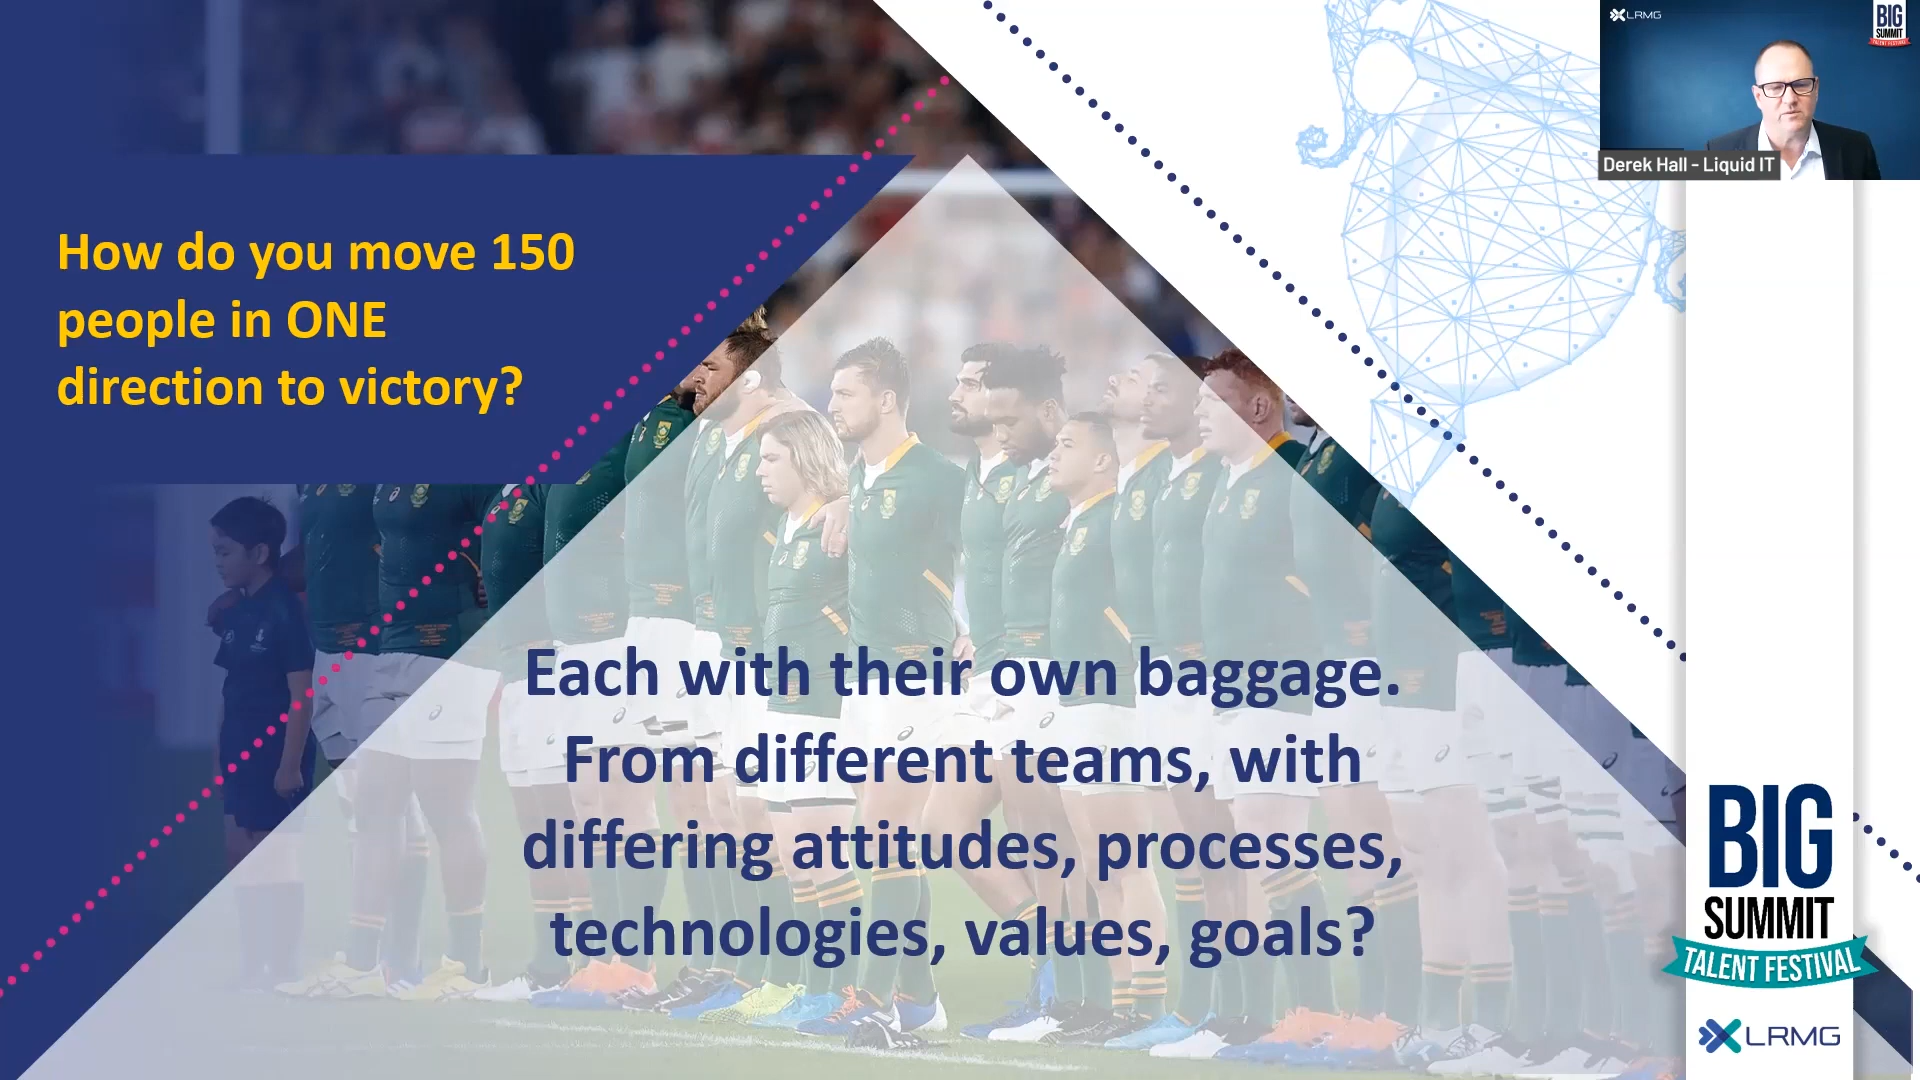 How do you move 150
people in ONE
direction to victory?
Each with their own baggage.
From different teams, with
differing attitudes, processes,
technologies, values, goals?
LRMG
BIG
SUMMIT
TALENT FESTIVAL
Derek Hall - Liquid IT
BIG
SUMMIT
TALENT FESTIVAL
LRMG